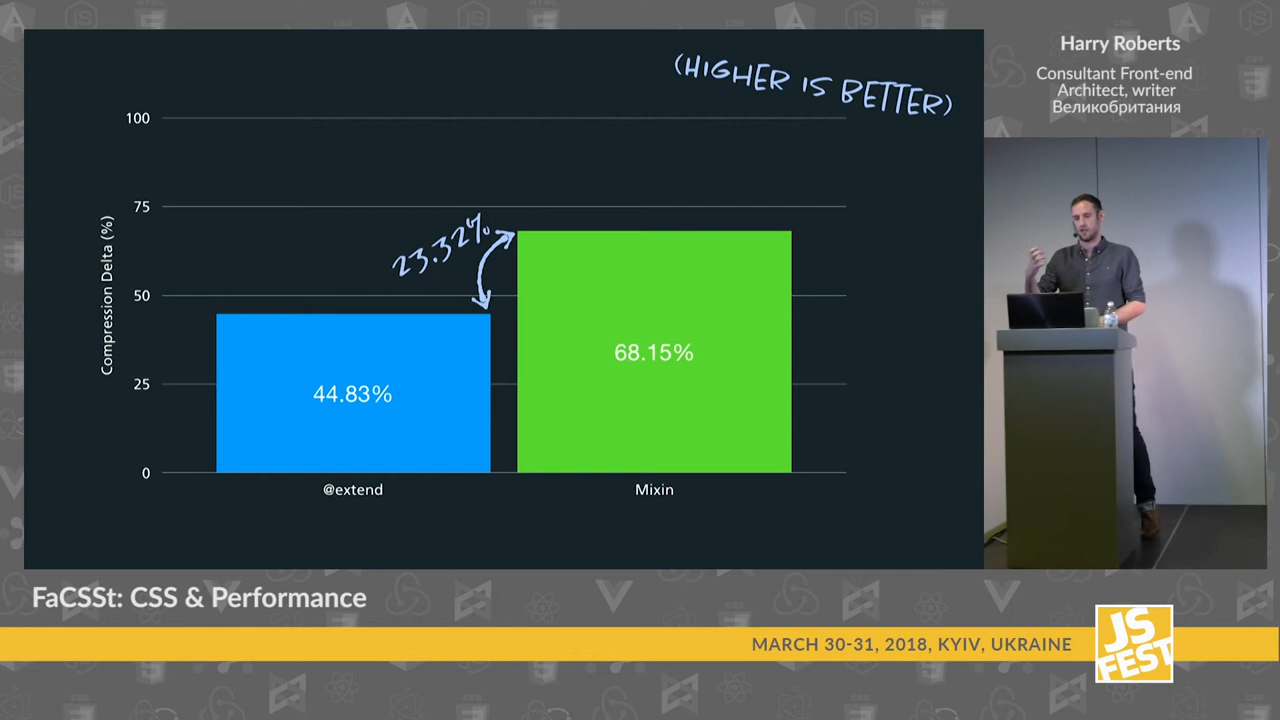 Harry Roberts
Consultant Front-end
Architect, writer
Великобритания
(HIGHER IS BETTER)
100
75
50
25
0
Compression Delta (%)
23.32%
44.83%
68.15%
@extend
Mixin
FaCSSt: CSS & Performance
MARCH 30-31, 2018, KYIV, UKRAINE
JS
FEST